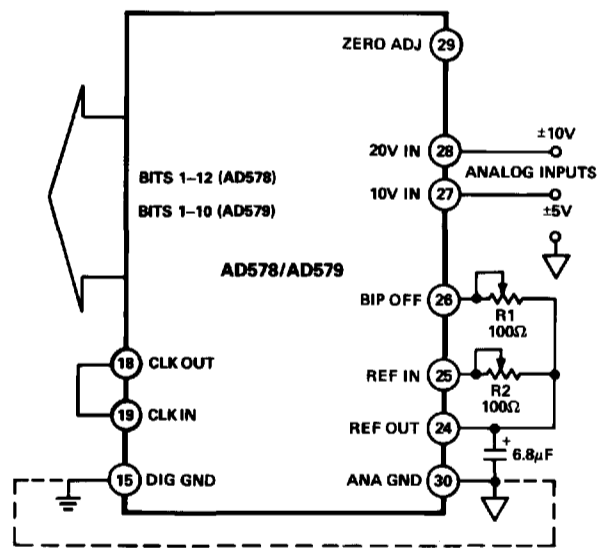 ZERO ADJ 29
±10V
20V IN 28
ANALOG INPUTS
10V IN 27
±5V
BITS 1–12 (AD578)
BITS 1–10 (AD579)
AD578/AD579
BIP OFF 26
R1
100Ω
18 CLK OUT
REF IN 25
R2
100Ω
19 CLK IN
REF OUT 24
+
6.8µF
15 DIG GND
ANA GND 30